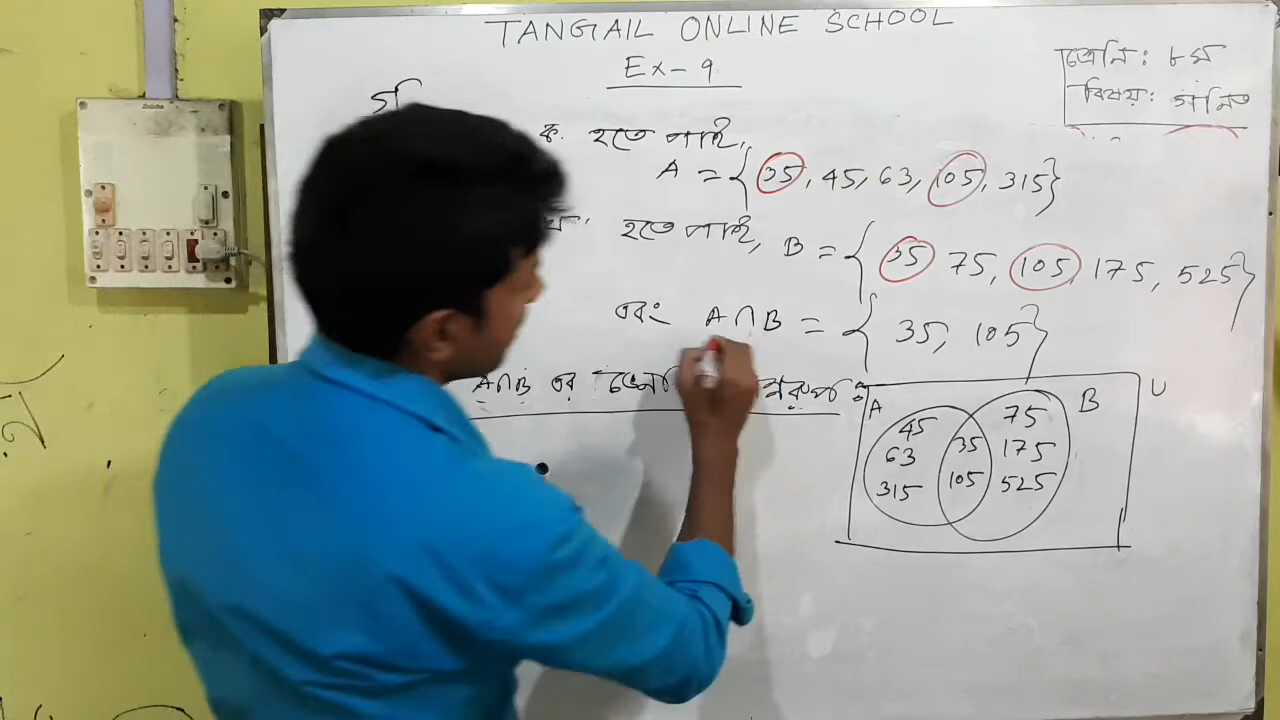 TANGAIL ONLINE SCHOOL
Ex-9
শ্রেনি: ৮ম
বিষয়: গনিত
গ
ক. হতে পাই,
A = {35, 45, 63, 105, 315}
খ হতে পাই, B = {35 75, 105, 175, 525}
এবং A∩B = {35, 105}
A∩B এর
A B U
45 75
63 35 175
315 105 525